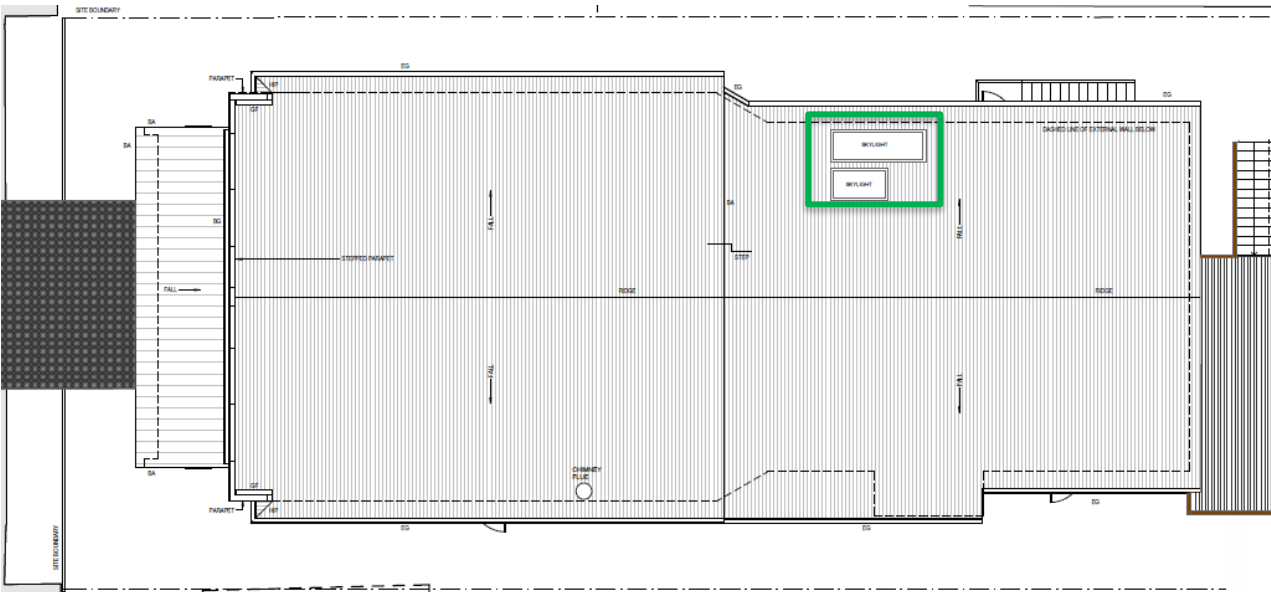 SITE BOUNDARY
EG
PARAPET
HIP
EG
EG
GF
DASHED LINE OF EXTERNAL WALL BELOW
BA
BA
SKYLIGHT
SKYLIGHT
BA
BG
FALL
FALL
STEPPED PARAPET
STEP
FALL
RIDGE
RIDGE
FALL
FALL
CHIMNEY
FLUE
BA
GF
PARAPET
HIP
EG
EG
EG
SITE BOUNDARY